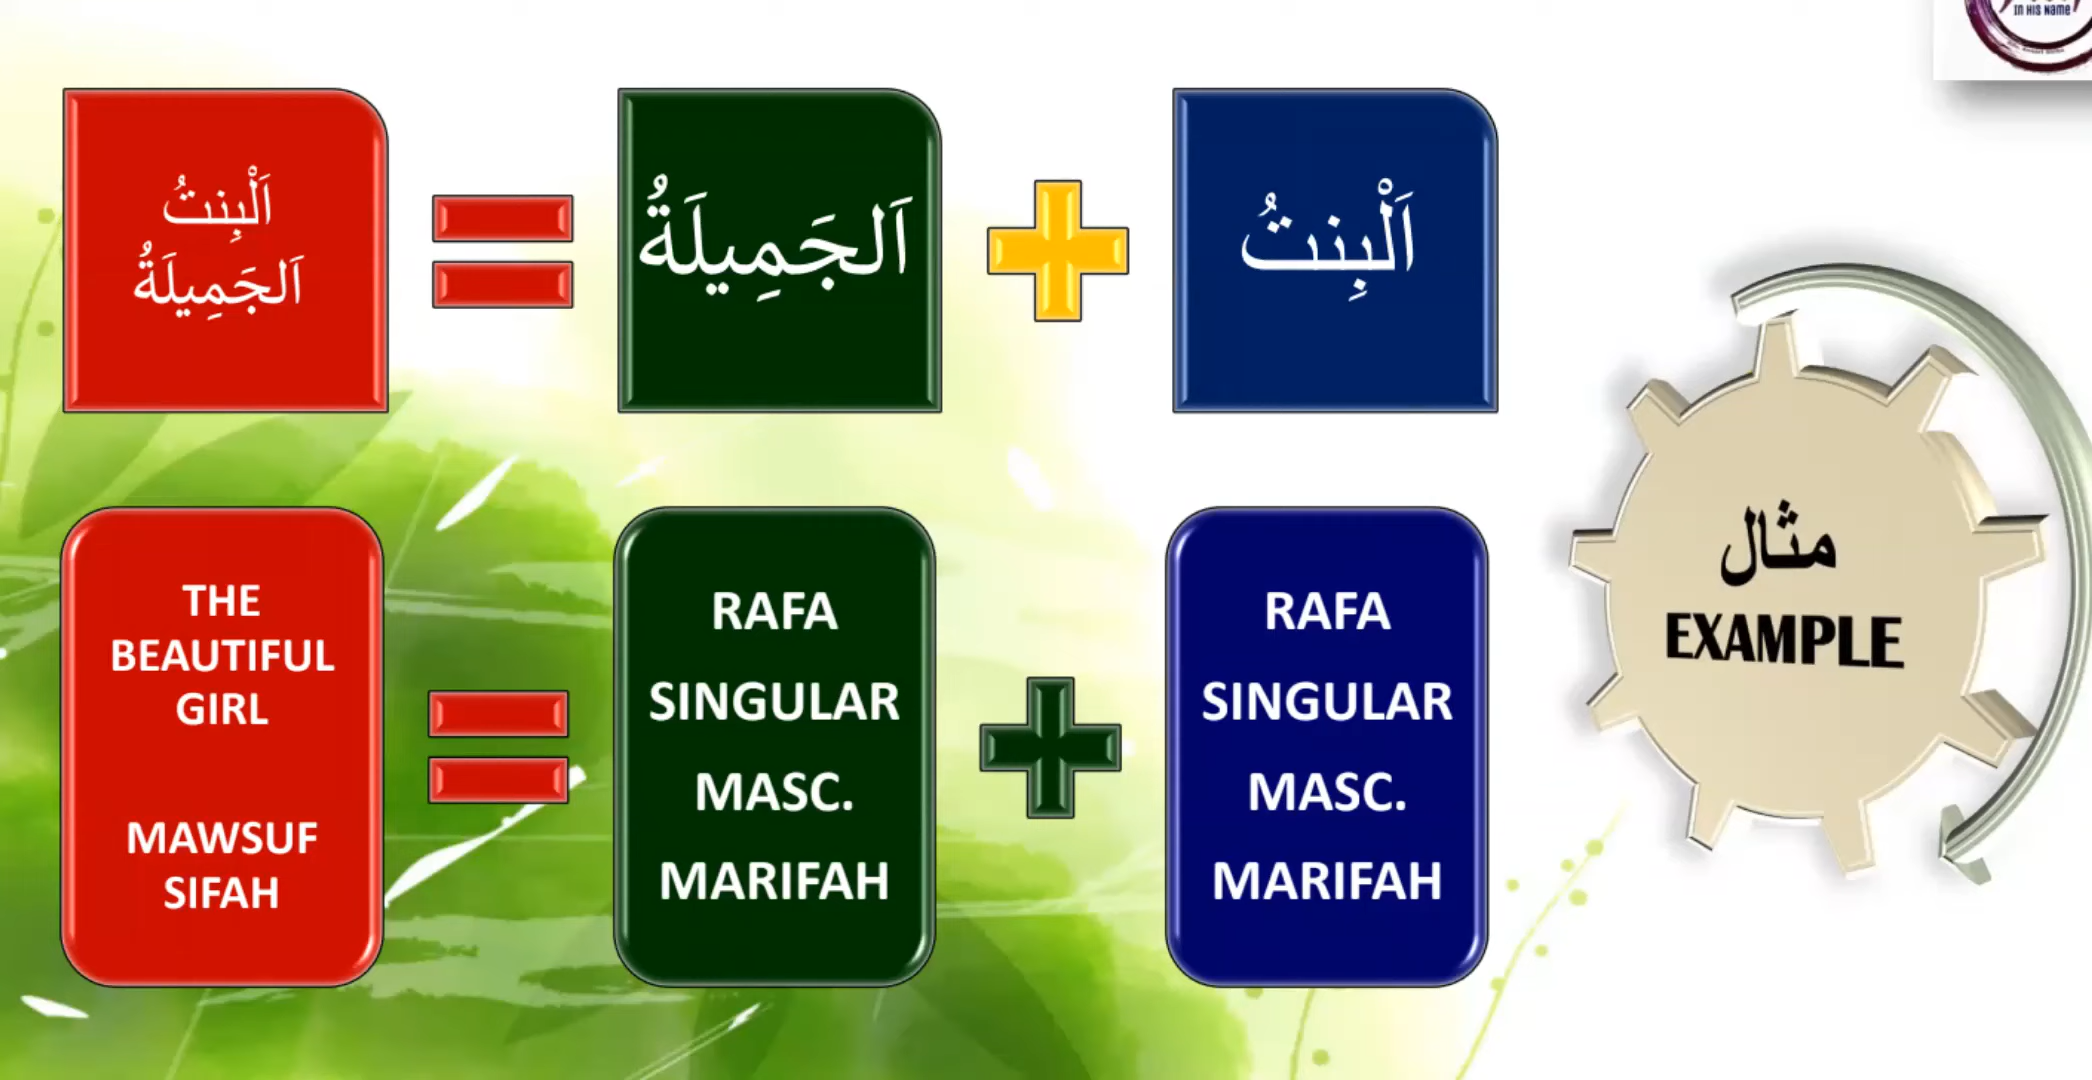 IN HIS NAME
اَلْبِنتُ
اَلجَمِيلَةُ
اَلجَمِيلَةُ
اَلْبِنتُ
THE
BEAUTIFUL
GIRL
MAWSUF
SIFAH
RAFA
SINGULAR
MASC.
MARIFAH
RAFA
SINGULAR
MASC.
MARIFAH
مثال
EXAMPLE